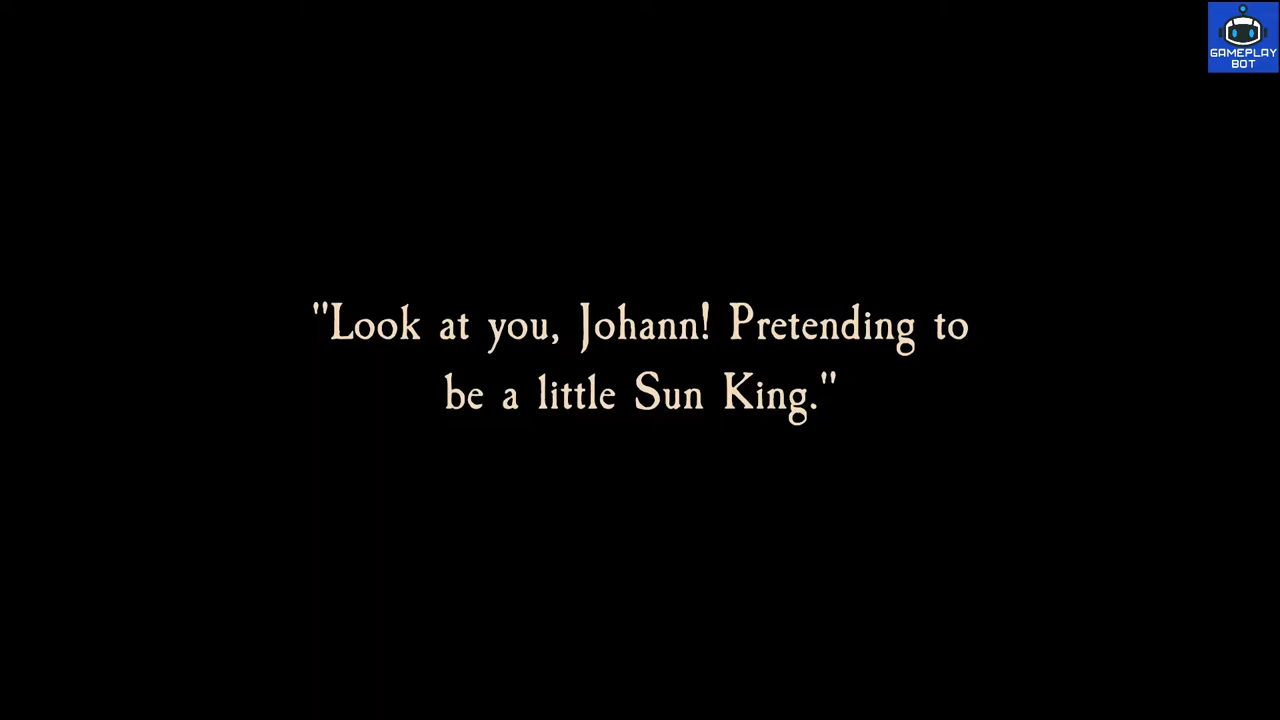 GAMEPLAY
BOT
"Look at you, Johann! Pretending to
be a little Sun King."